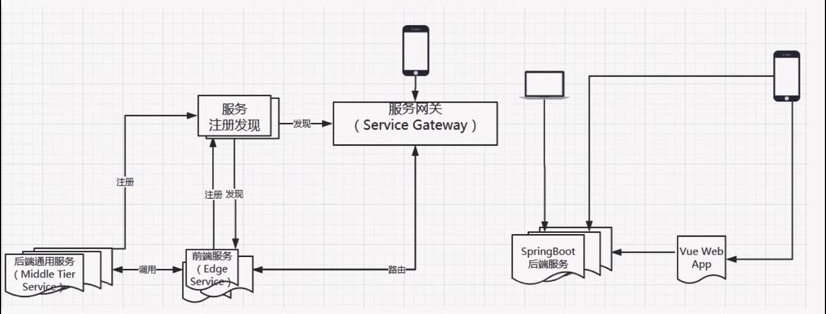 服务
注册发现
发现
服务网关
（Service Gateway）
注册
注册
发现
后端通用服务
（Middle Tier
Service）
调用
前端服务
（Edge
Service）
路由
SpringBoot
后端服务
Vue Web
App